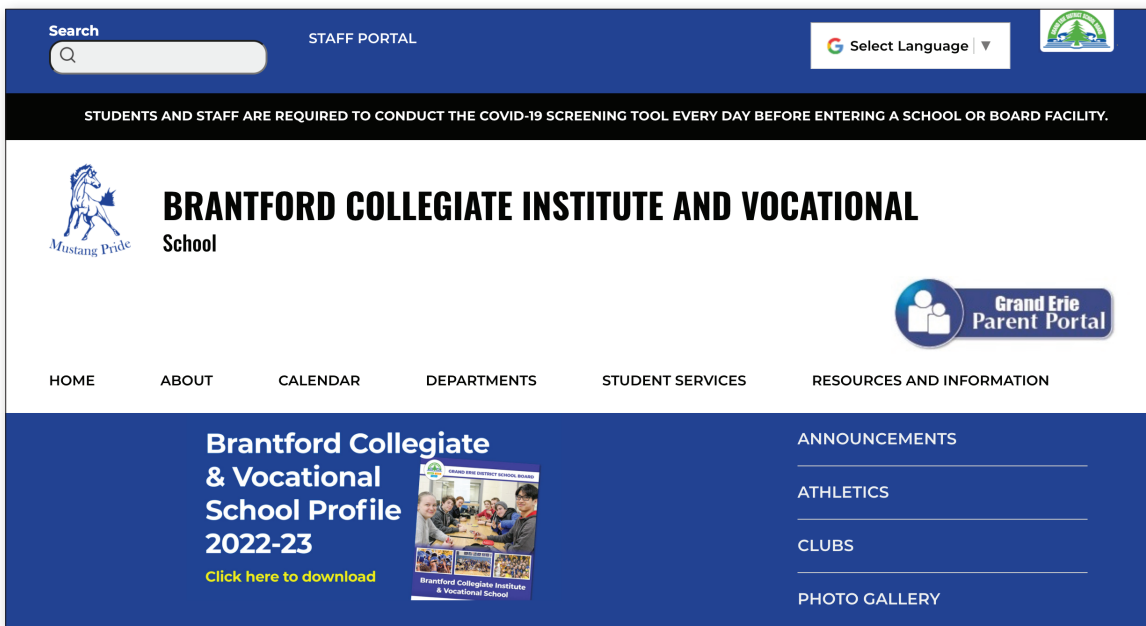 Search
STAFF PORTAL
Select Language ▼
STUDENTS AND STAFF ARE REQUIRED TO CONDUCT THE COVID-19 SCREENING TOOL EVERY DAY BEFORE ENTERING A SCHOOL OR BOARD FACILITY.
Mustang Pride
BRANTFORD COLLEGIATE INSTITUTE AND VOCATIONAL
School
Grand Erie
Parent Portal
HOME
ABOUT
CALENDAR
DEPARTMENTS
STUDENT SERVICES
RESOURCES AND INFORMATION
Brantford Collegiate
& Vocational
School Profile
2022-23
Click here to download
GRAND ERIE DISTRICT SCHOOL BOARD
Brantford Collegiate Institute
& Vocational School
ANNOUNCEMENTS
ATHLETICS
CLUBS
PHOTO GALLERY